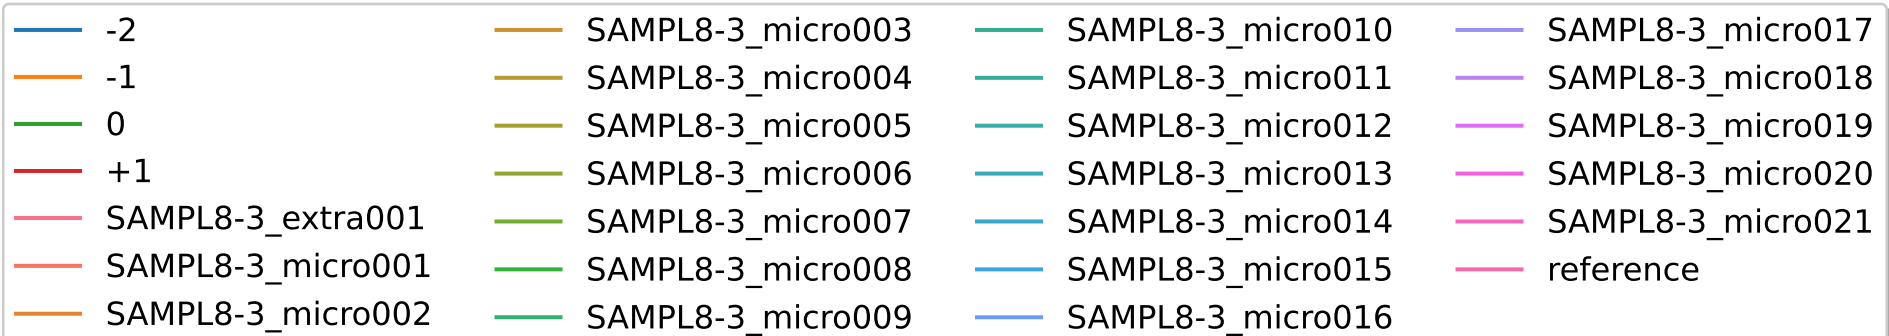 -2
-1
0
+1
SAMPL8-3_extra001
SAMPL8-3_micro001
SAMPL8-3_micro002
SAMPL8-3_micro003
SAMPL8-3_micro004
SAMPL8-3_micro005
SAMPL8-3_micro006
SAMPL8-3_micro007
SAMPL8-3_micro008
SAMPL8-3_micro009
SAMPL8-3_micro010
SAMPL8-3_micro011
SAMPL8-3_micro012
SAMPL8-3_micro013
SAMPL8-3_micro014
SAMPL8-3_micro015
SAMPL8-3_micro016
SAMPL8-3_micro017
SAMPL8-3_micro018
SAMPL8-3_micro019
SAMPL8-3_micro020
SAMPL8-3_micro021
reference